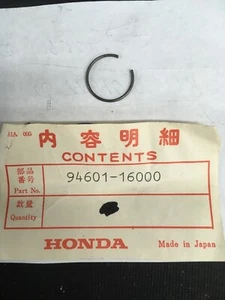 内容明細
CONTENTS
部品
番号
Part No.
94601-16000
数量
Quantity
HONDA
Made in Japan